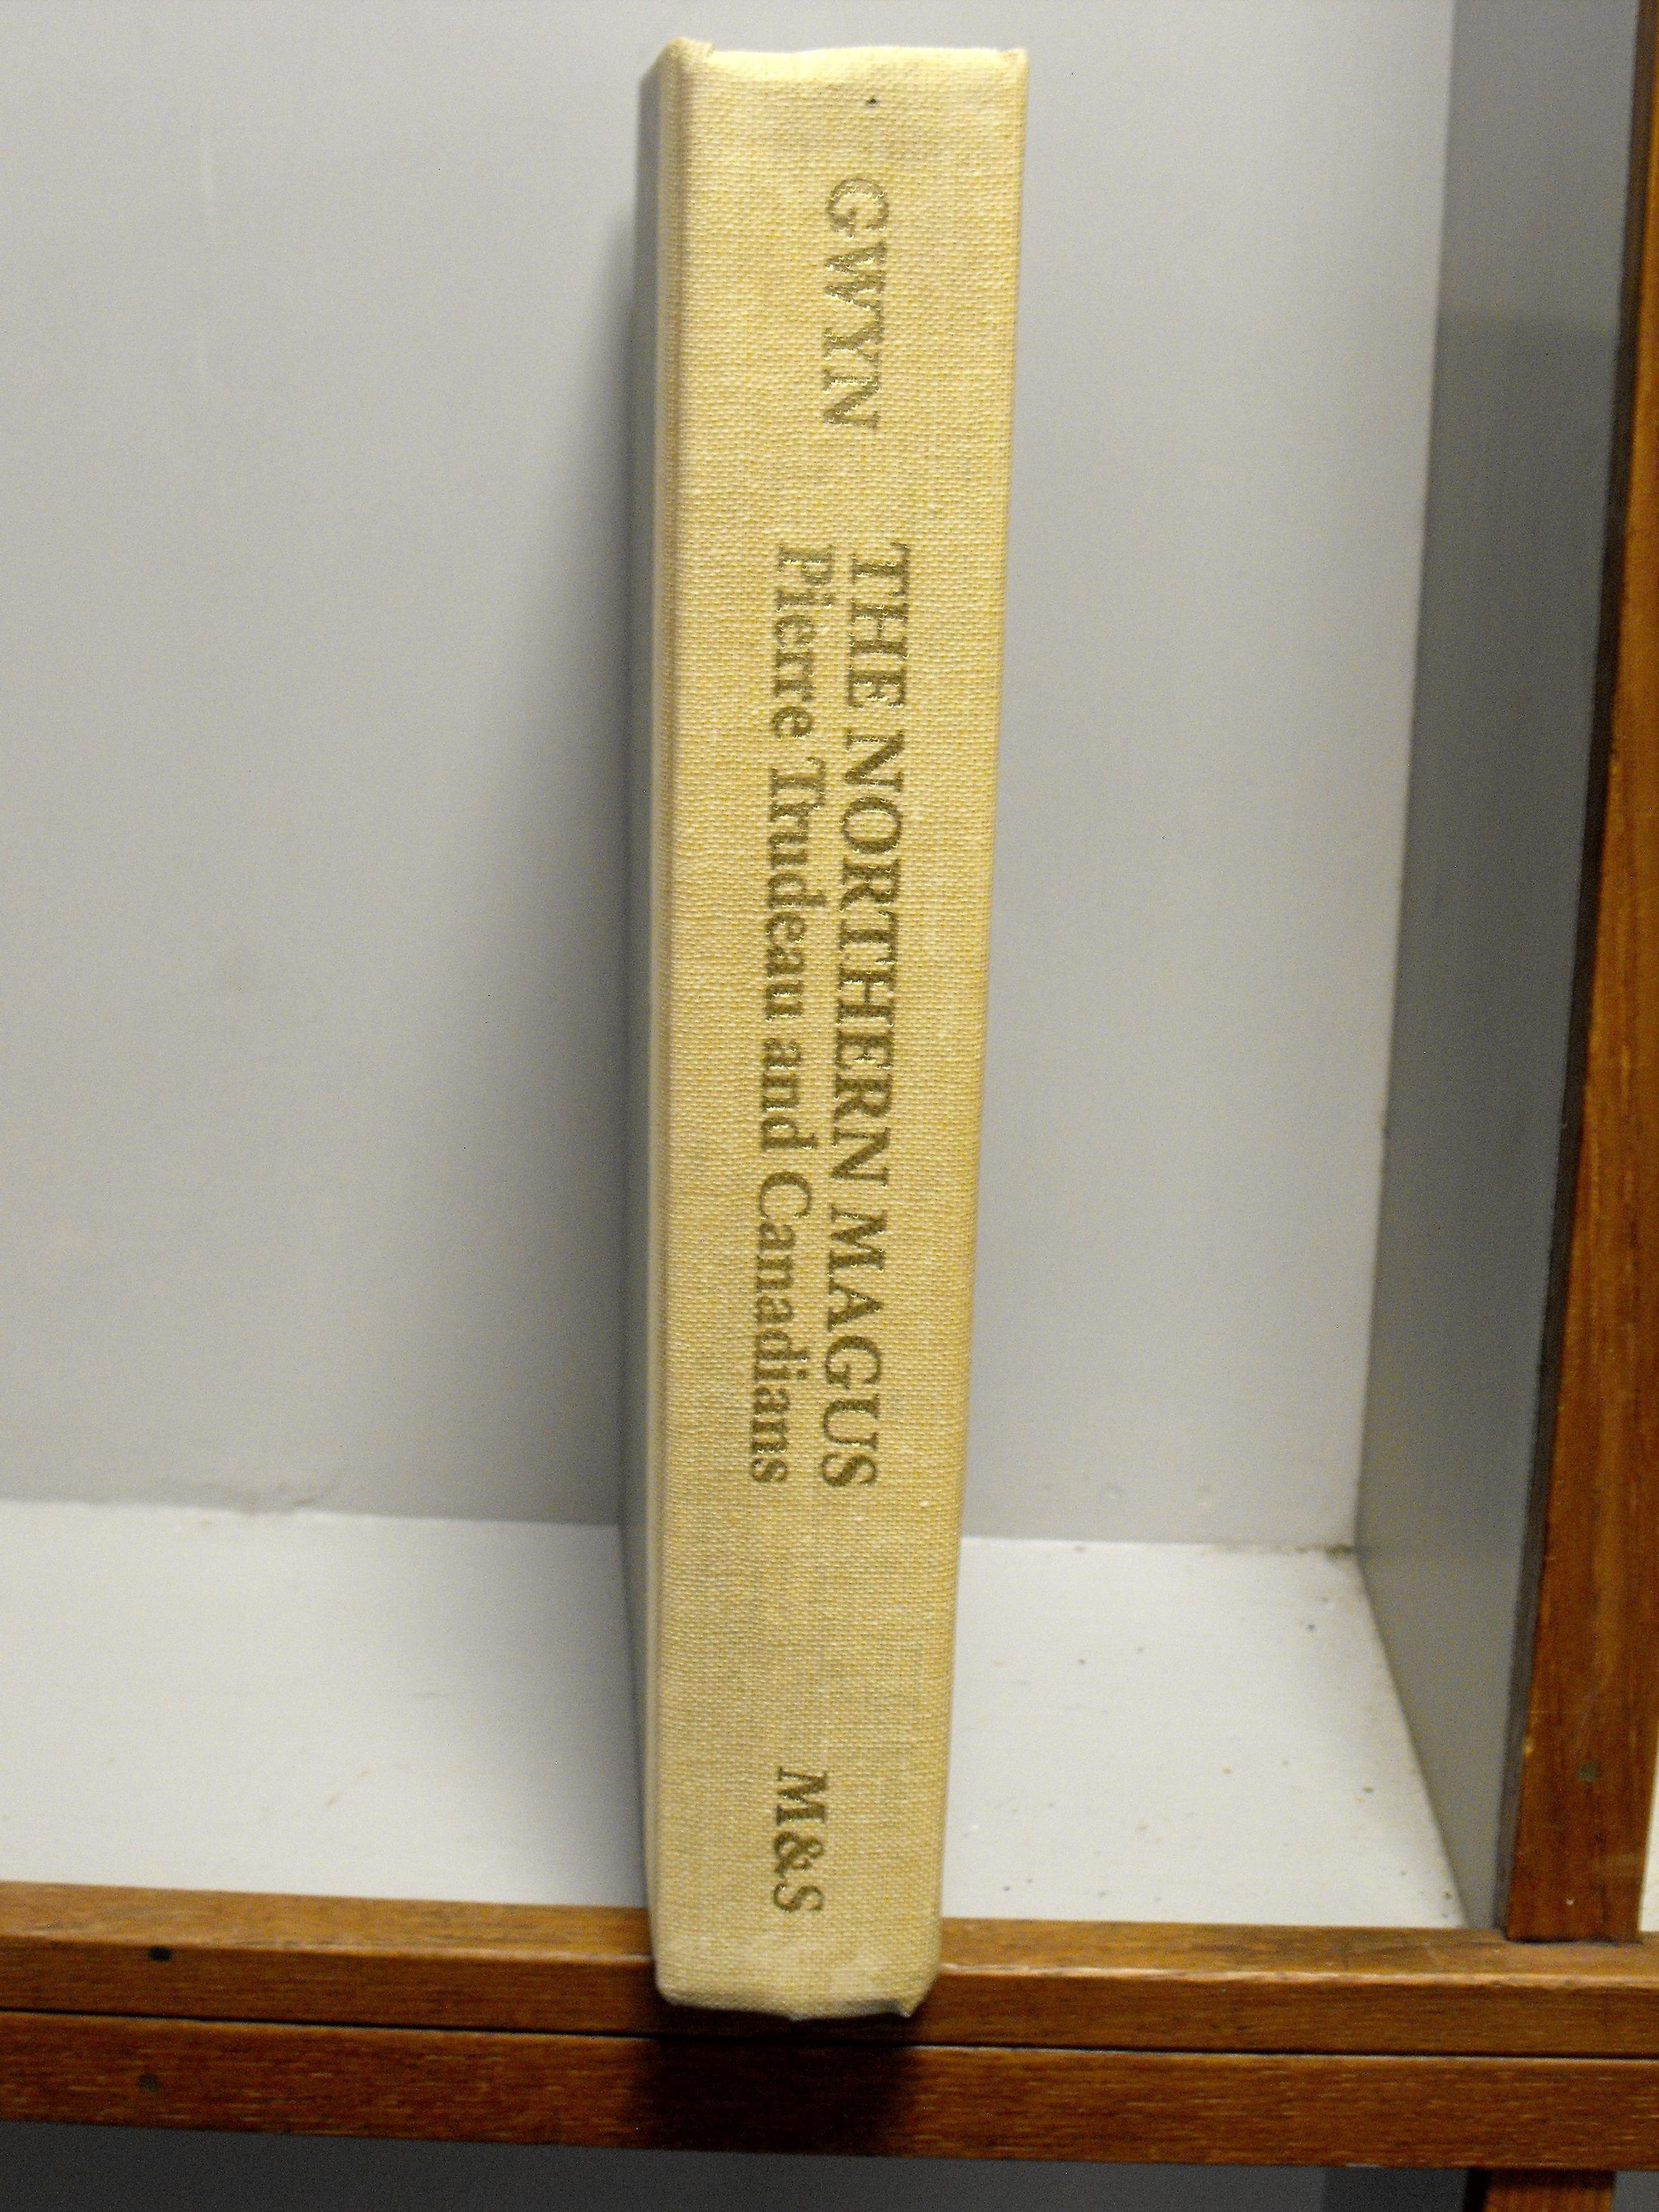 GWYN
THE NORTHERN MAGUS
Pierre Trudeau and Canadians
M&S